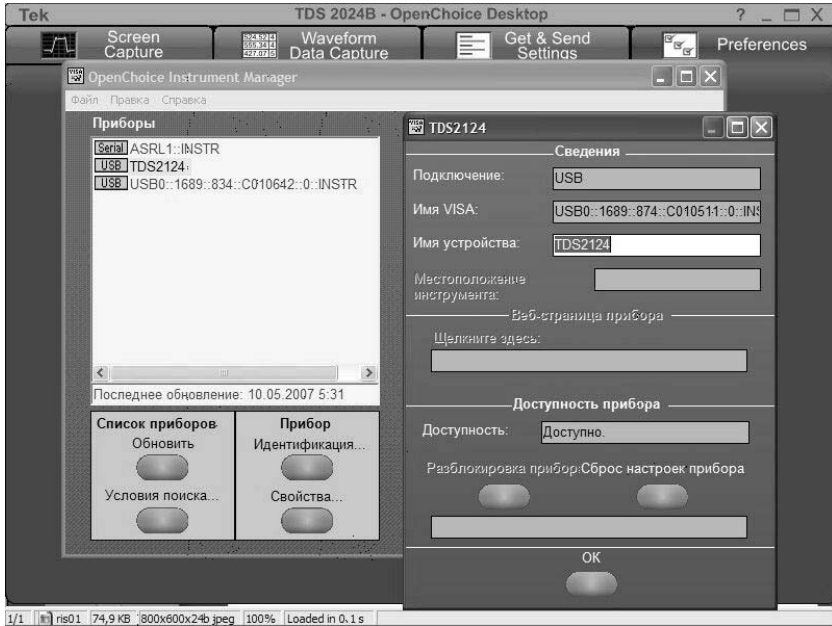 Tek
TDS 2024B - OpenChoice Desktop
?
Screen Capture
Waveform Data Capture
Get & Send Settings
Preferences
OpenChoice Instrument Manager
Файл Правка Справка
Приборы
Serial ASRL1::INSTR
USB TDS2124
USB USB0::1689::834::C010642::0::INSTR
Последнее обновление: 10.05.2007 5:31
Список приборов
Обновить
Условия поиска...
Прибор
Идентификация...
Свойства...
TDS2124
Сведения
Подключение: USB
Имя VISA: USB0::1689::874::C010511::0::INS
Имя устройства: TDS2124
Местоположение
инструмента:
Веб-страница прибора
Щелкните здесь:
Доступность прибора
Доступность: Доступно.
Разблокировка прибор Сброс настроек прибора
OK
1/1 ris01 74,9 KB 800x600x24b jpeg 100% Loaded in 0.1 s